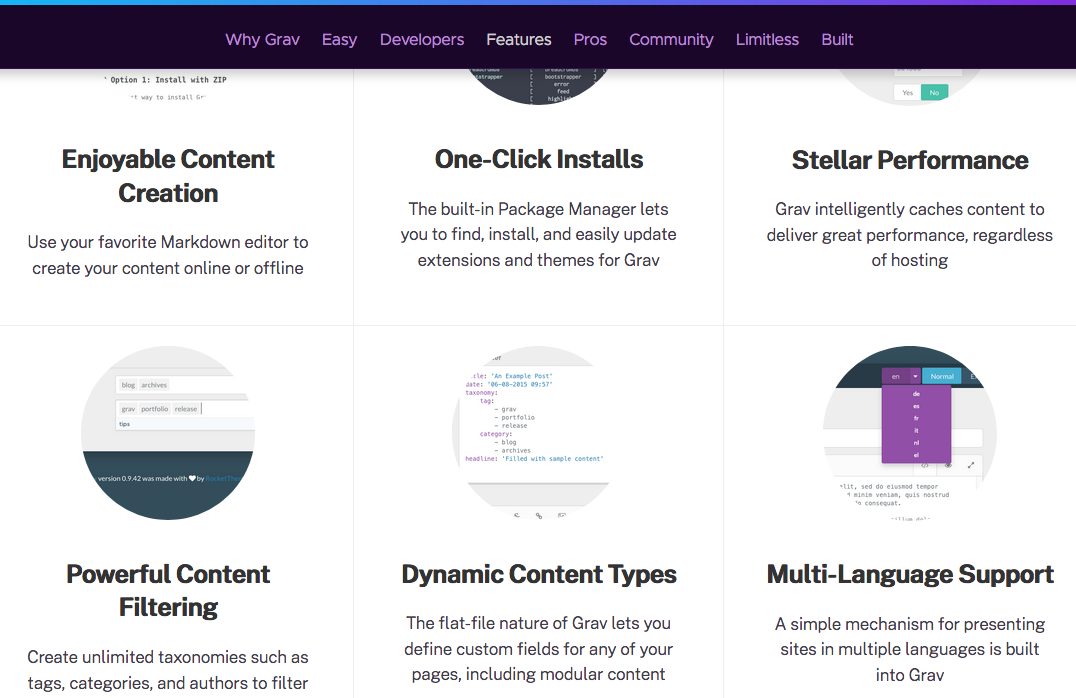 Why Grav Easy Developers Features Pros Community Limitless Built
Option 1: Install with ZIP
way to install
bootstrapper
error
feed
Yes No
Enjoyable Content
Creation
Use your favorite Markdown editor to
create your content online or offline
One-Click Installs
The built-in Package Manager lets
you to find, install, and easily update
extensions and themes for Grav
Stellar Performance
Grav intelligently caches content to
deliver great performance, regardless
of hosting
blog archives
grav portfolio release
tips
version 0.9.42 was made with ❤ by
"An Example Post"
"06-08-2015 09:57"
taxonomy:
tag:
- grav
- portfolio
- release
category:
- blog
- archives
headline: "Filled with sample content"
en Normal
de
es
fr
it
nl
el
elit, sed do eiusmod tempor
minim veniam, quis nostrud
consequat.
Powerful Content
Filtering
Create unlimited taxonomies such as
tags, categories, and authors to filter
Dynamic Content Types
The flat-file nature of Grav lets you
define custom fields for any of your
pages, including modular content
Multi-Language Support
A simple mechanism for presenting
sites in multiple languages is built
into Grav